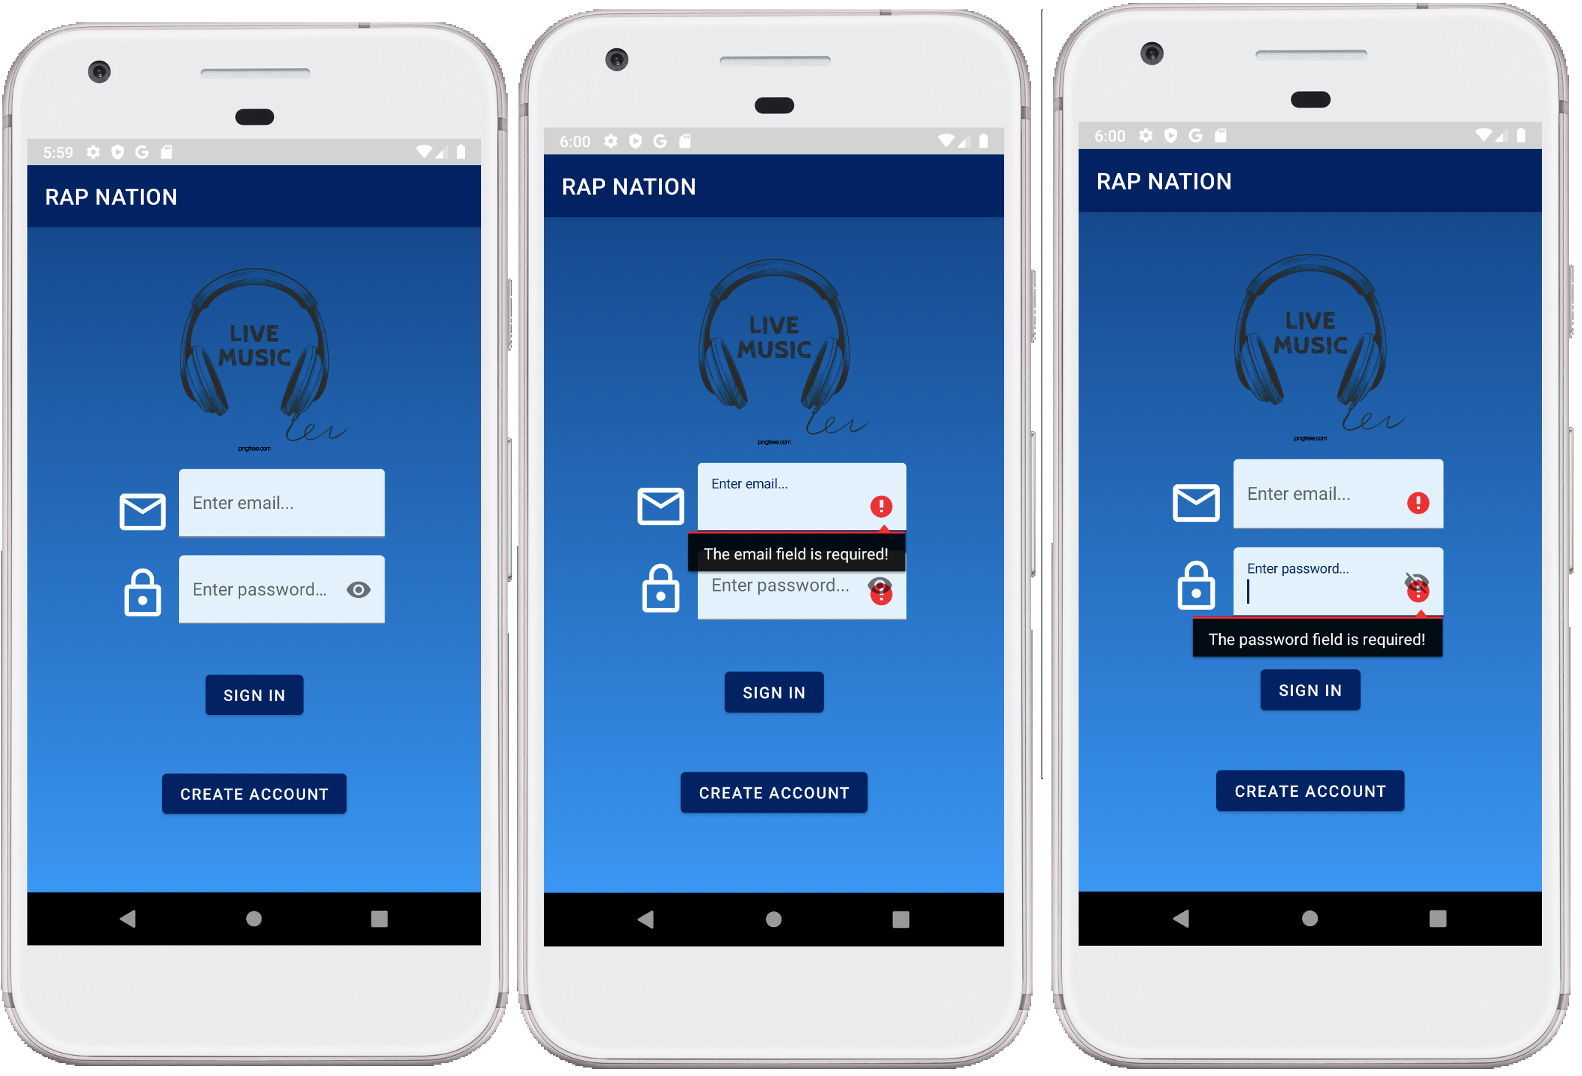 5:59
RAP NATION
LIVE
MUSIC
pngtree.com
Enter email...
Enter password...
SIGN IN
CREATE ACCOUNT
6:00
RAP NATION
LIVE
MUSIC
pngtree.com
Enter email...
The email field is required!
Enter password...
SIGN IN
CREATE ACCOUNT
6:00
RAP NATION
LIVE
MUSIC
pngtree.com
Enter email...
Enter password...
The password field is required!
SIGN IN
CREATE ACCOUNT